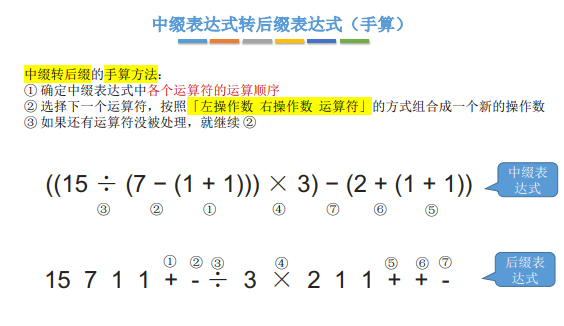 中缀表达式转后缀表达式（手算）
中缀转后缀的手算方法：
① 确定中缀表达式中各个运算符的运算顺序
② 选择下一个运算符，按照「左操作数 右操作数 运算符」的方式组合成一个新的操作数
③ 如果还有运算符没被处理，就继续 ②
((15 ÷ (7 − (1 + 1))) × 3) − (2 + (1 + 1))
③ ② ① ④ ⑦ ⑥ ⑤
中缀表
达式
① ② ③ ④ ⑤ ⑥ ⑦
15 7 1 1 + - ÷ 3 × 2 1 1 + + -
后缀表
达式